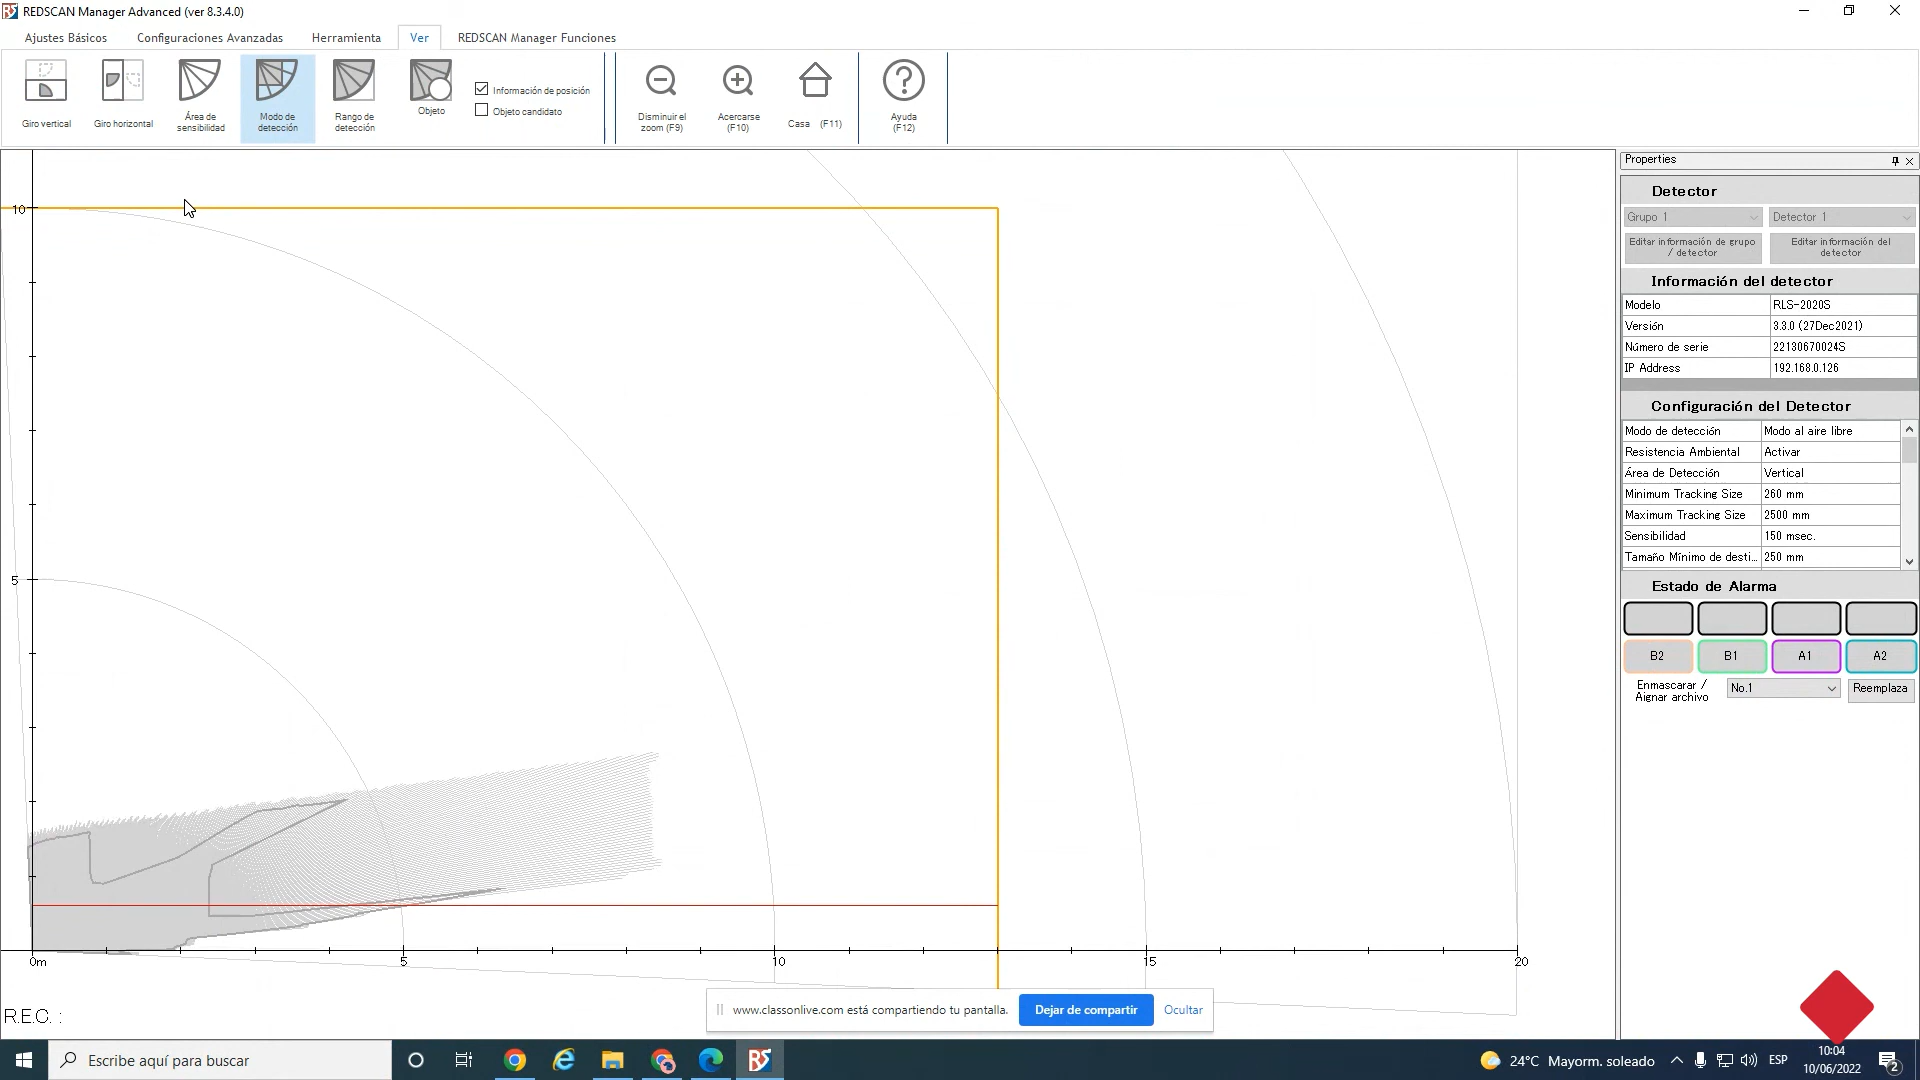 REDSCAN Manager Advanced (ver 8.3.4.0)
Ajustes Básicos Configuraciones Avanzadas Herramienta Ver REDSCAN Manager Funciones
Giro vertical
Giro horizontal
Área de
sensibilidad
Modo de
detección
Rango de
detección
Objeto
Información de posición
Objeto candidato
Disminuir el
zoom (F9)
Acercarse
(F10)
Casa (F11)
Ayuda
(F12)
10
5
0m 5 10 15 20
R.E.C. :
Properties
Detector
Grupo 1 Detector 1
Editar información de grupo
/ detector
Editar información del
detector
Información del detector
Modelo RLS-2020S
Versión 3.3.0 (27Dec2021)
Número de serie 22130670024S
IP Address 192.168.0.126
Configuración del Detector
Modo de detección Modo al aire libre
Resistencia Ambiental Activar
Área de Detección Vertical
Minimum Tracking Size 260 mm
Maximum Tracking Size 2500 mm
Sensibilidad 150 msec.
Tamaño Mínimo de desti... 250 mm
Estado de Alarma
B2 B1 A1 A2
Enmascarar /
Aignar archivo
No.1 Reemplaza
www.classonlive.com está compartiendo tu pantalla. Dejar de compartir Ocultar
Escribe aquí para buscar
24°C Mayorm. soleado
ESP
10:04
10/06/2022
2